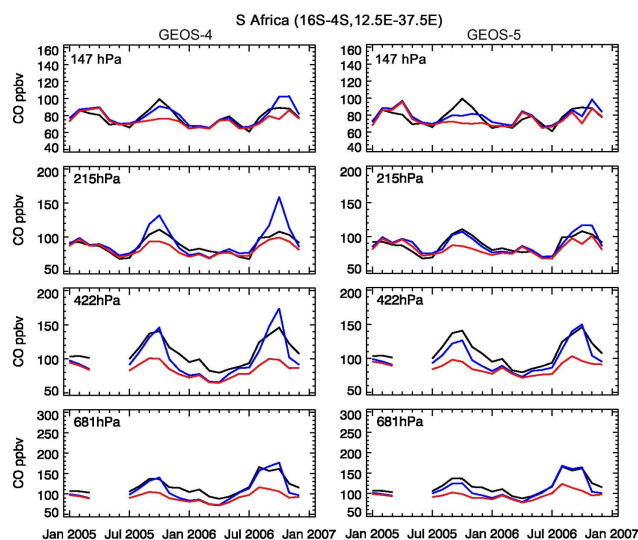 S Africa (16S-4S,12.5E-37.5E)
GEOS-4
GEOS-5
CO ppbv
160
140
120
100
80
60
40
147 hPa
160
140
120
100
80
60
40
147 hPa
CO ppbv
200
150
100
50
215hPa
200
150
100
50
215hPa
CO ppbv
200
150
100
50
422hPa
200
150
100
50
422hPa
CO ppbv
300
250
200
150
100
50
681hPa
300
250
200
150
100
50
681hPa
Jan 2005 Jul 2005 Jan 2006 Jul 2006 Jan 2007
Jan 2005 Jul 2005 Jan 2006 Jul 2006 Jan 2007